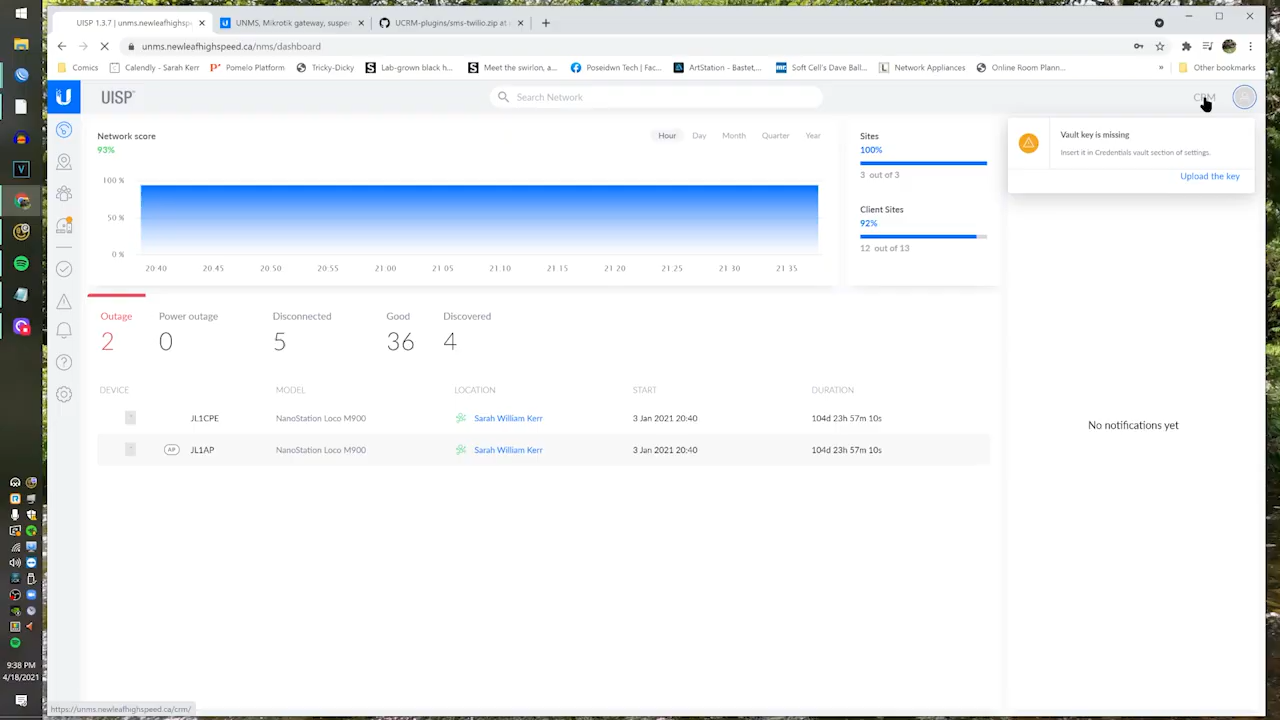 UISP 1.3.7 | unms.newleafhighsp
UNMS, Mikrotik gateway, suspen
UCRM-plugins/sms-twilio.zip at
unms.newleafhighspeed.ca/nms/dashboard
Comics
Calendly - Sarah Kerr
Pomelo Platform
Tricky-Dicky
Lab-grown black h...
Meet the swirlon, a...
Poseidwn Tech | Fac...
ArtStation - Bastet,...
Soft Cell's Dave Ball...
Network Appliances
Online Room Plann...
»
Other bookmarks
UISP
Search Network
CRM
Network score
93%
Hour
Day
Month
Quarter
Year
100 %
50 %
0 %
20:40
20:45
20:50
20:55
21:00
21:05
21:10
21:15
21:20
21:25
21:30
21:35
Sites
100%
3 out of 3
Client Sites
92%
12 out of 13
Vault key is missing
Insert it in Credentials vault section of settings.
Upload the key
Outage
2
Power outage
0
Disconnected
5
Good
36
Discovered
4
DEVICE MODEL LOCATION START DURATION
JL1CPE NanoStation Loco M900 Sarah William Kerr 3 Jan 2021 20:40 104d 23h 57m 10s
AP JL1AP NanoStation Loco M900 Sarah William Kerr 3 Jan 2021 20:40 104d 23h 57m 10s
No notifications yet
9:38 PM
4/18/2021
https://unms.newleafhighspeed.ca/crm/